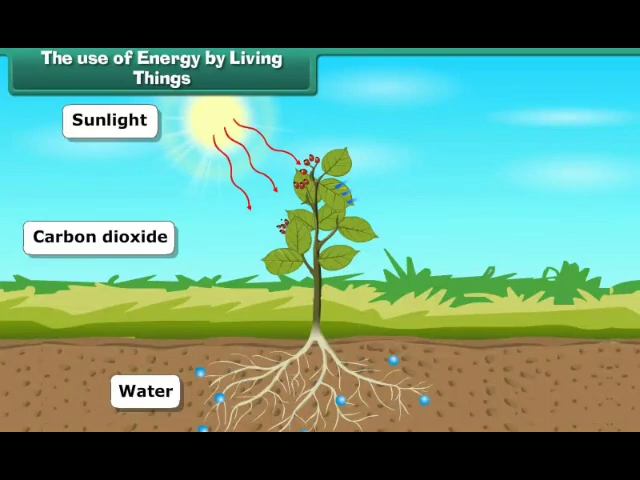 The use of Energy by Living
Things
Sunlight
Carbon dioxide
Water